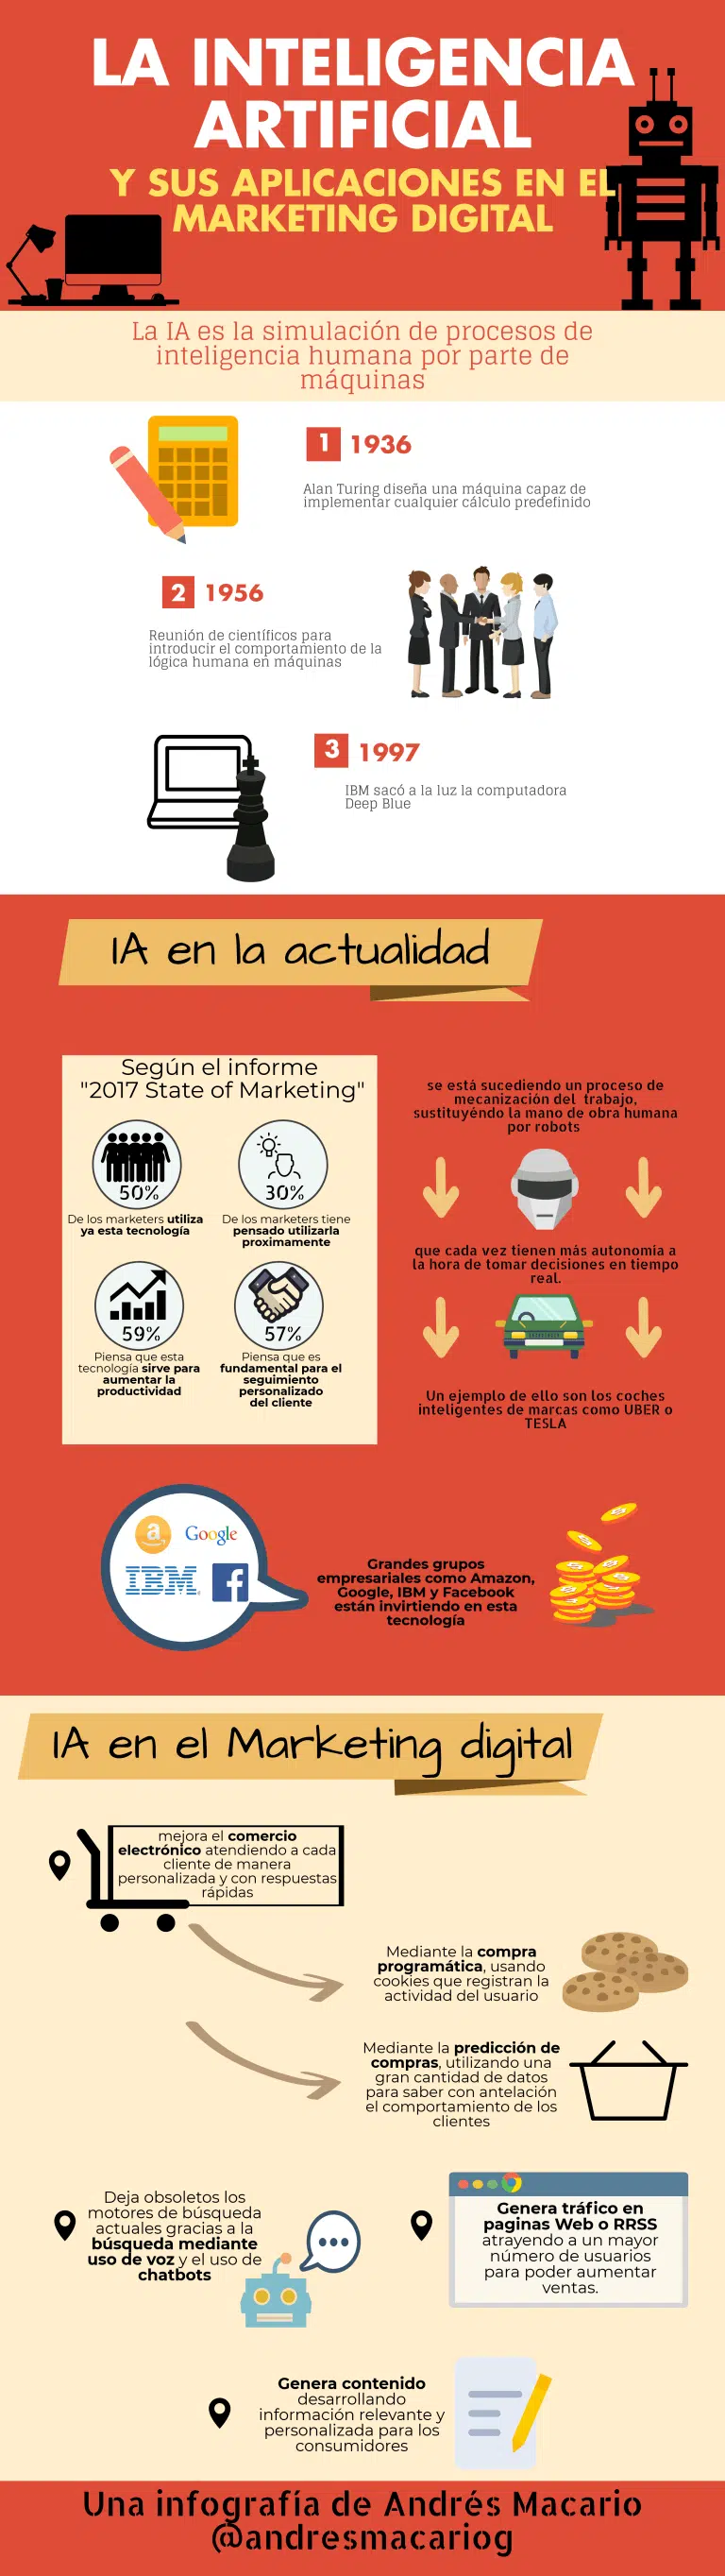 LA INTELIGENCIA
ARTIFICIAL
Y SUS APLICACIONES EN EL
MARKETING DIGITAL
La IA es la simulación de procesos de
inteligencia humana por parte de
máquinas
1 1936
Alan Turing diseña una máquina capaz de
implementar cualquier cálculo predefinido
2 1956
Reunión de científicos para
introducir el comportamiento de la
lógica humana en máquinas
3 1997
IBM sacó a la luz la computadora
Deep Blue
IA en la actualidad
Según el informe
"2017 State of Marketing"
50%
De los marketers utiliza
ya esta tecnología
30%
De los marketers tiene
pensado utilizarla
proximamente
59%
Piensa que esta
tecnología sirve para
aumentar la
productividad
57%
Piensa que es
fundamental para el
seguimiento
personalizado
del cliente
se está sucediendo un proceso de
mecanización del trabajo,
sustituyéndo la mano de obra humana
por robots
que cada vez tienen más autonomía a
la hora de tomar decisiones en tiempo
real.
Un ejemplo de ello son los coches
inteligentes de marcas como UBER o
TESLA
a
Google
IBM
f
Grandes grupos
empresariales como Amazon,
Google, IBM y Facebook
están invirtiendo en esta
tecnología
IA en el Marketing digital
mejora el comercio
electrónico atendiendo a cada
cliente de manera
personalizada y con respuestas
rápidas
Mediante la compra
programática, usando
cookies que registran la
actividad del usuario
Mediante la predicción de
compras, utilizando una
gran cantidad de datos
para saber con antelación
el comportamiento de los
clientes
Deja obsoletos los
motores de búsqueda
actuales gracias a la
búsqueda mediante
uso de voz y el uso de
chatbots
Genera tráfico en
paginas Web o RRSS
atrayendo a un mayor
número de usuarios
para poder aumentar
ventas.
Genera contenido
desarrollando
información relevante y
personalizada para los
consumidores
Una infografía de Andrés Macario
@andresmacariog